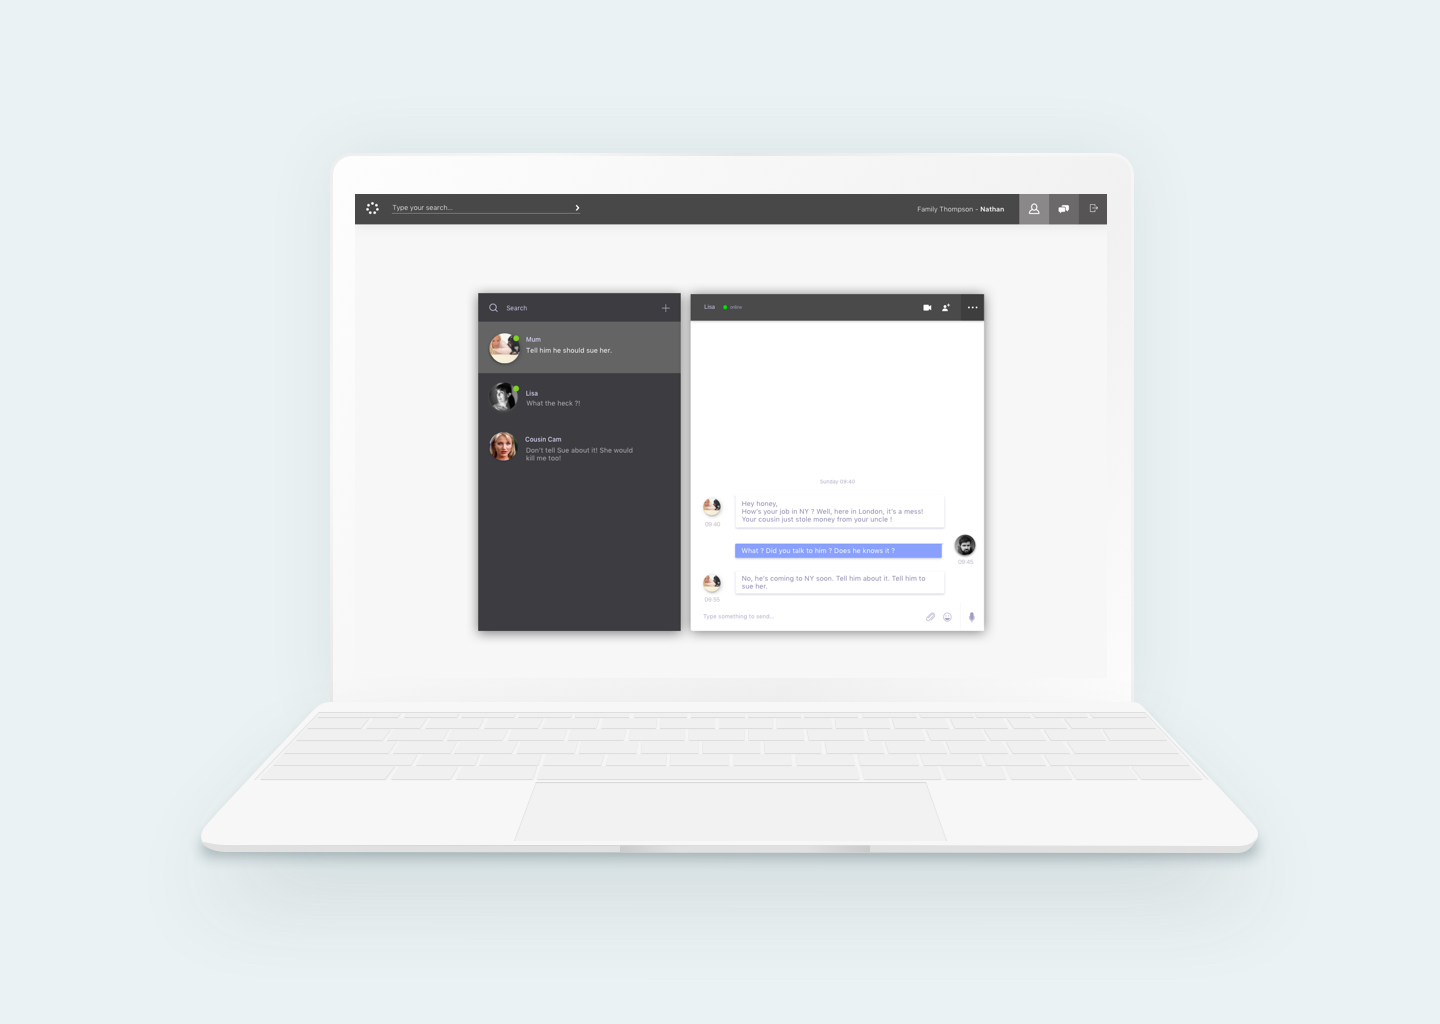 Type your search...
Family Thompson - Nathan
Search
Mum
Tell him he should sue her.
Lisa
What the heck ?!
Cousin Cam
Don't tell Sue about it! She would
kill me too!
Lisa online
Sunday 09:40
Hey honey,
How's your job in NY ? Well, here in London, it's a mess!
Your cousin just stole money from your uncle !
09:40
What ? Did you talk to him ? Does he knows it ?
09:45
No, he's coming to NY soon. Tell him about it. Tell him to
sue her.
09:55
Type something to send...